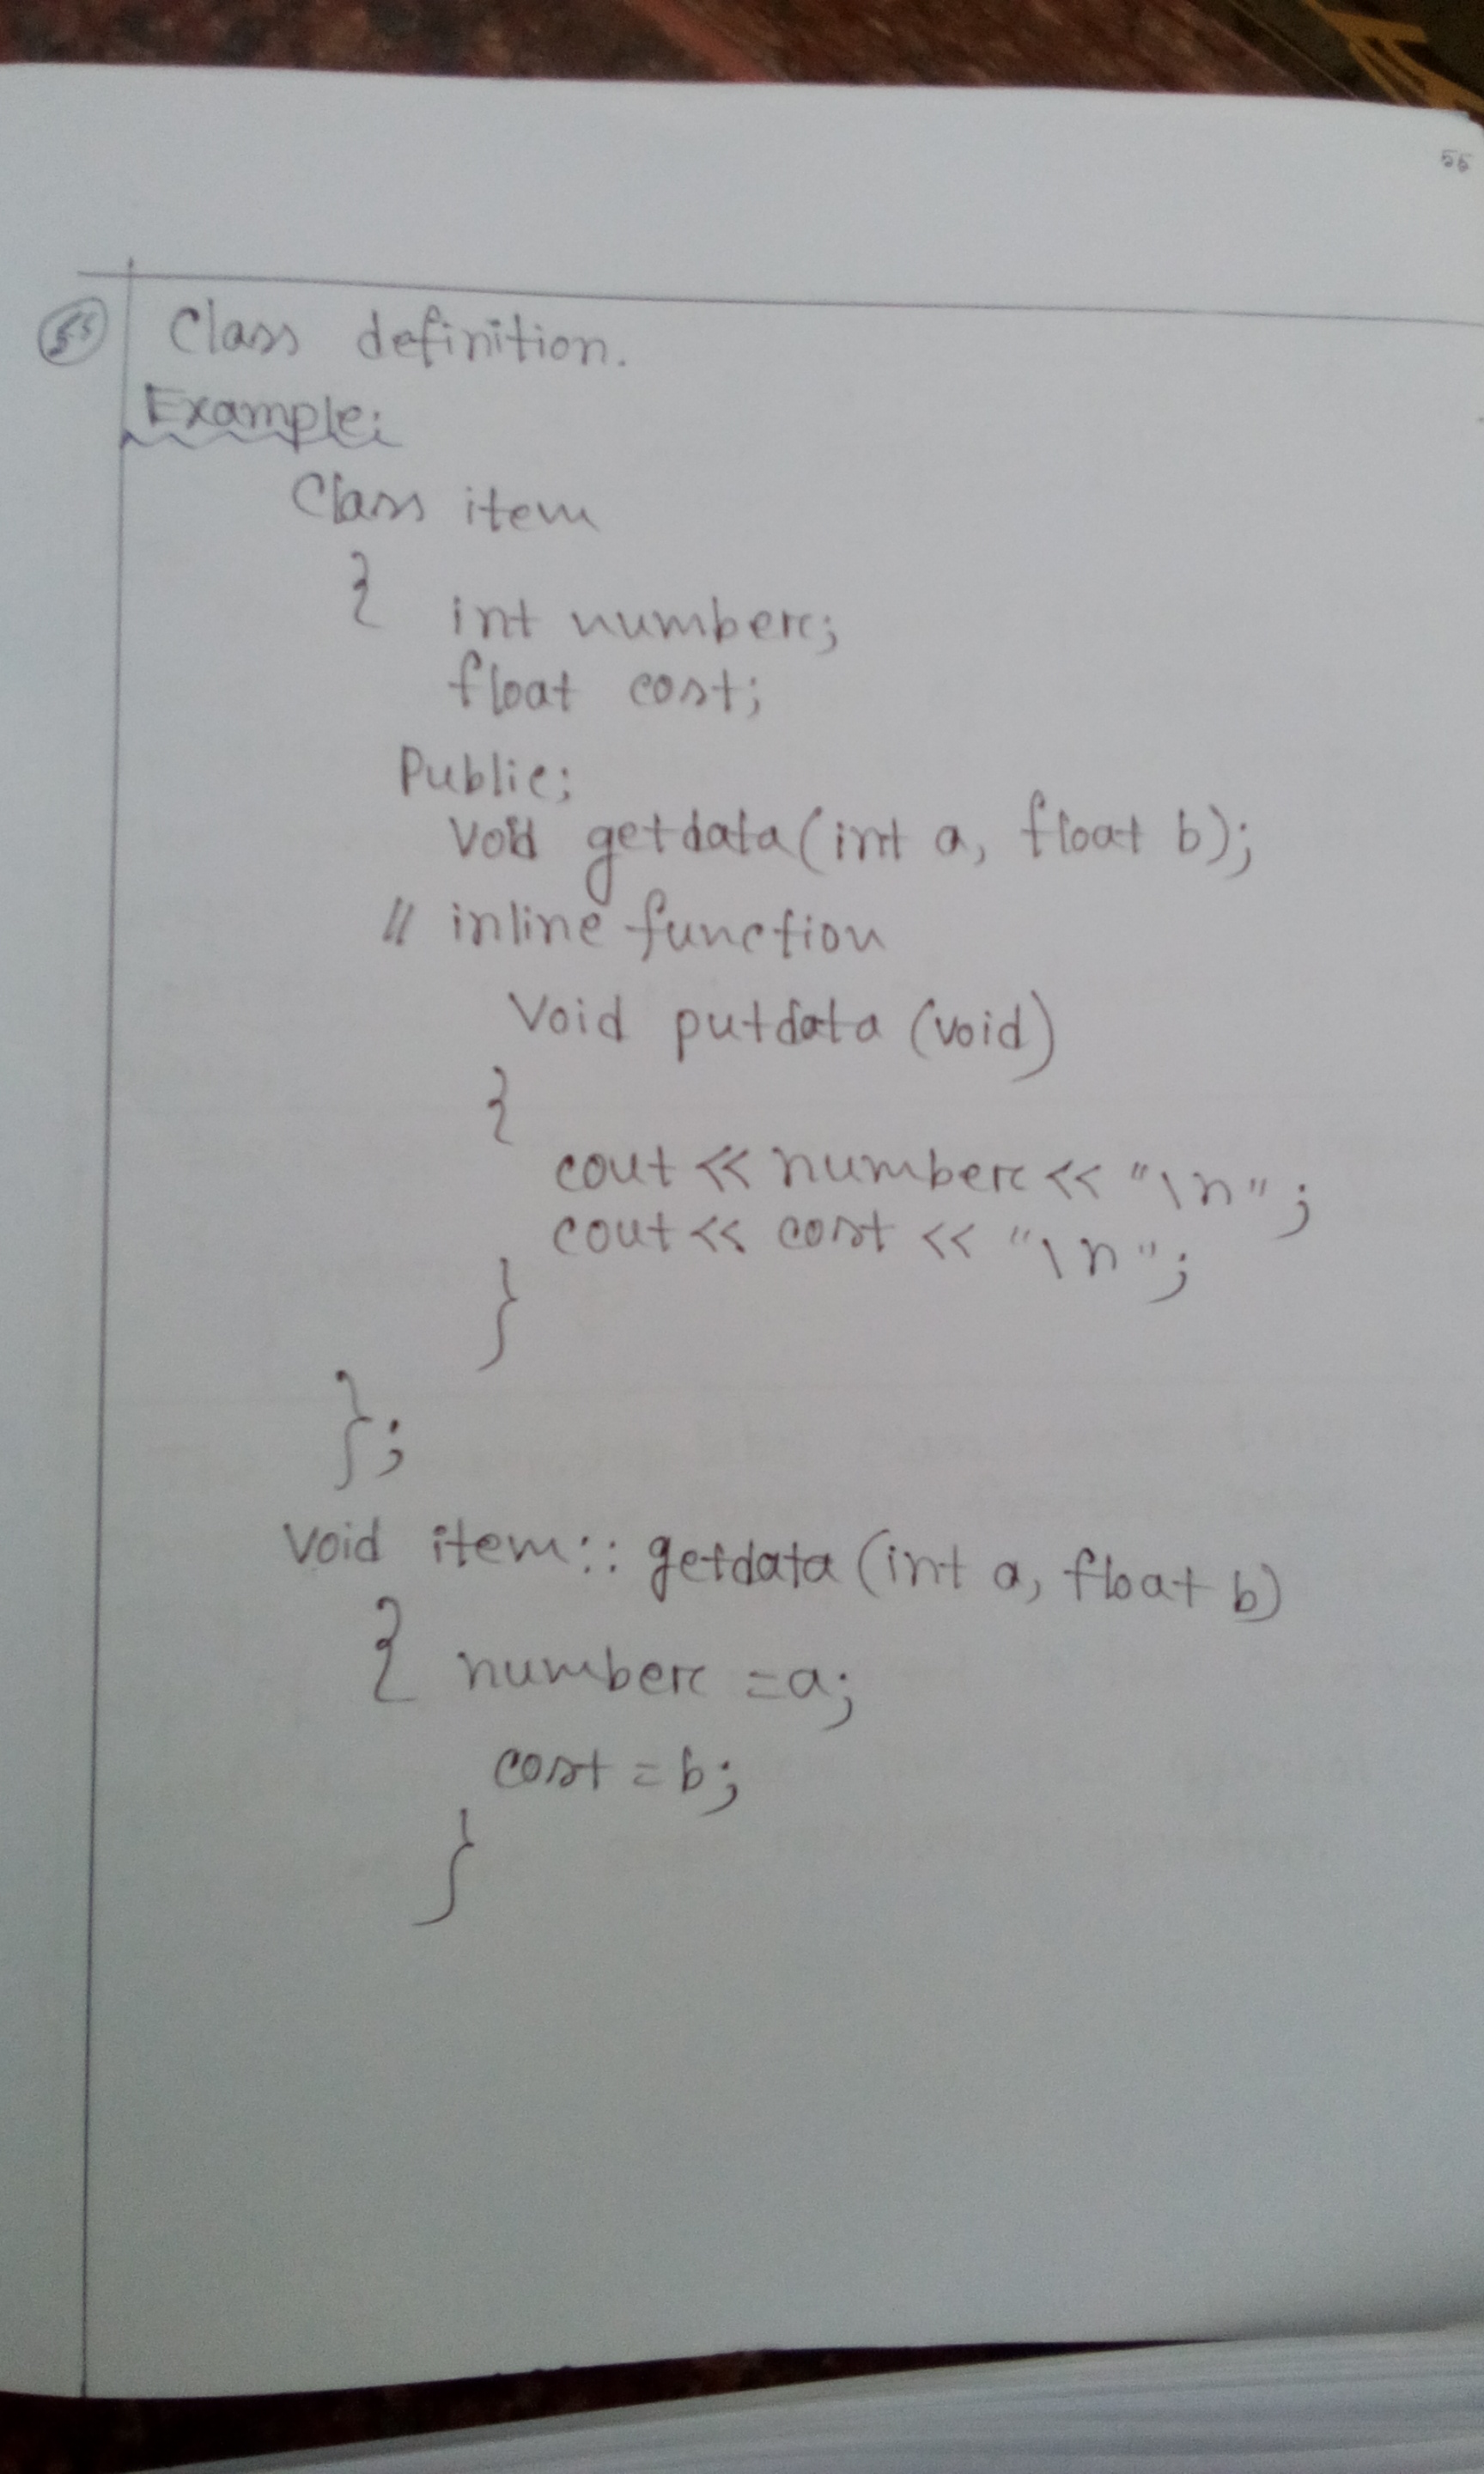 55
55 Class definition.
Example:
Class item
{ int number;
float cost;
Public;
Void getdata(int a, float b);
// inline function
Void putdata (void)
{
cout << number << "\n";
cout << cost << "\n";
}
};
Void item:: getdata (int a, float b)
{ number = a;
cost = b;
}